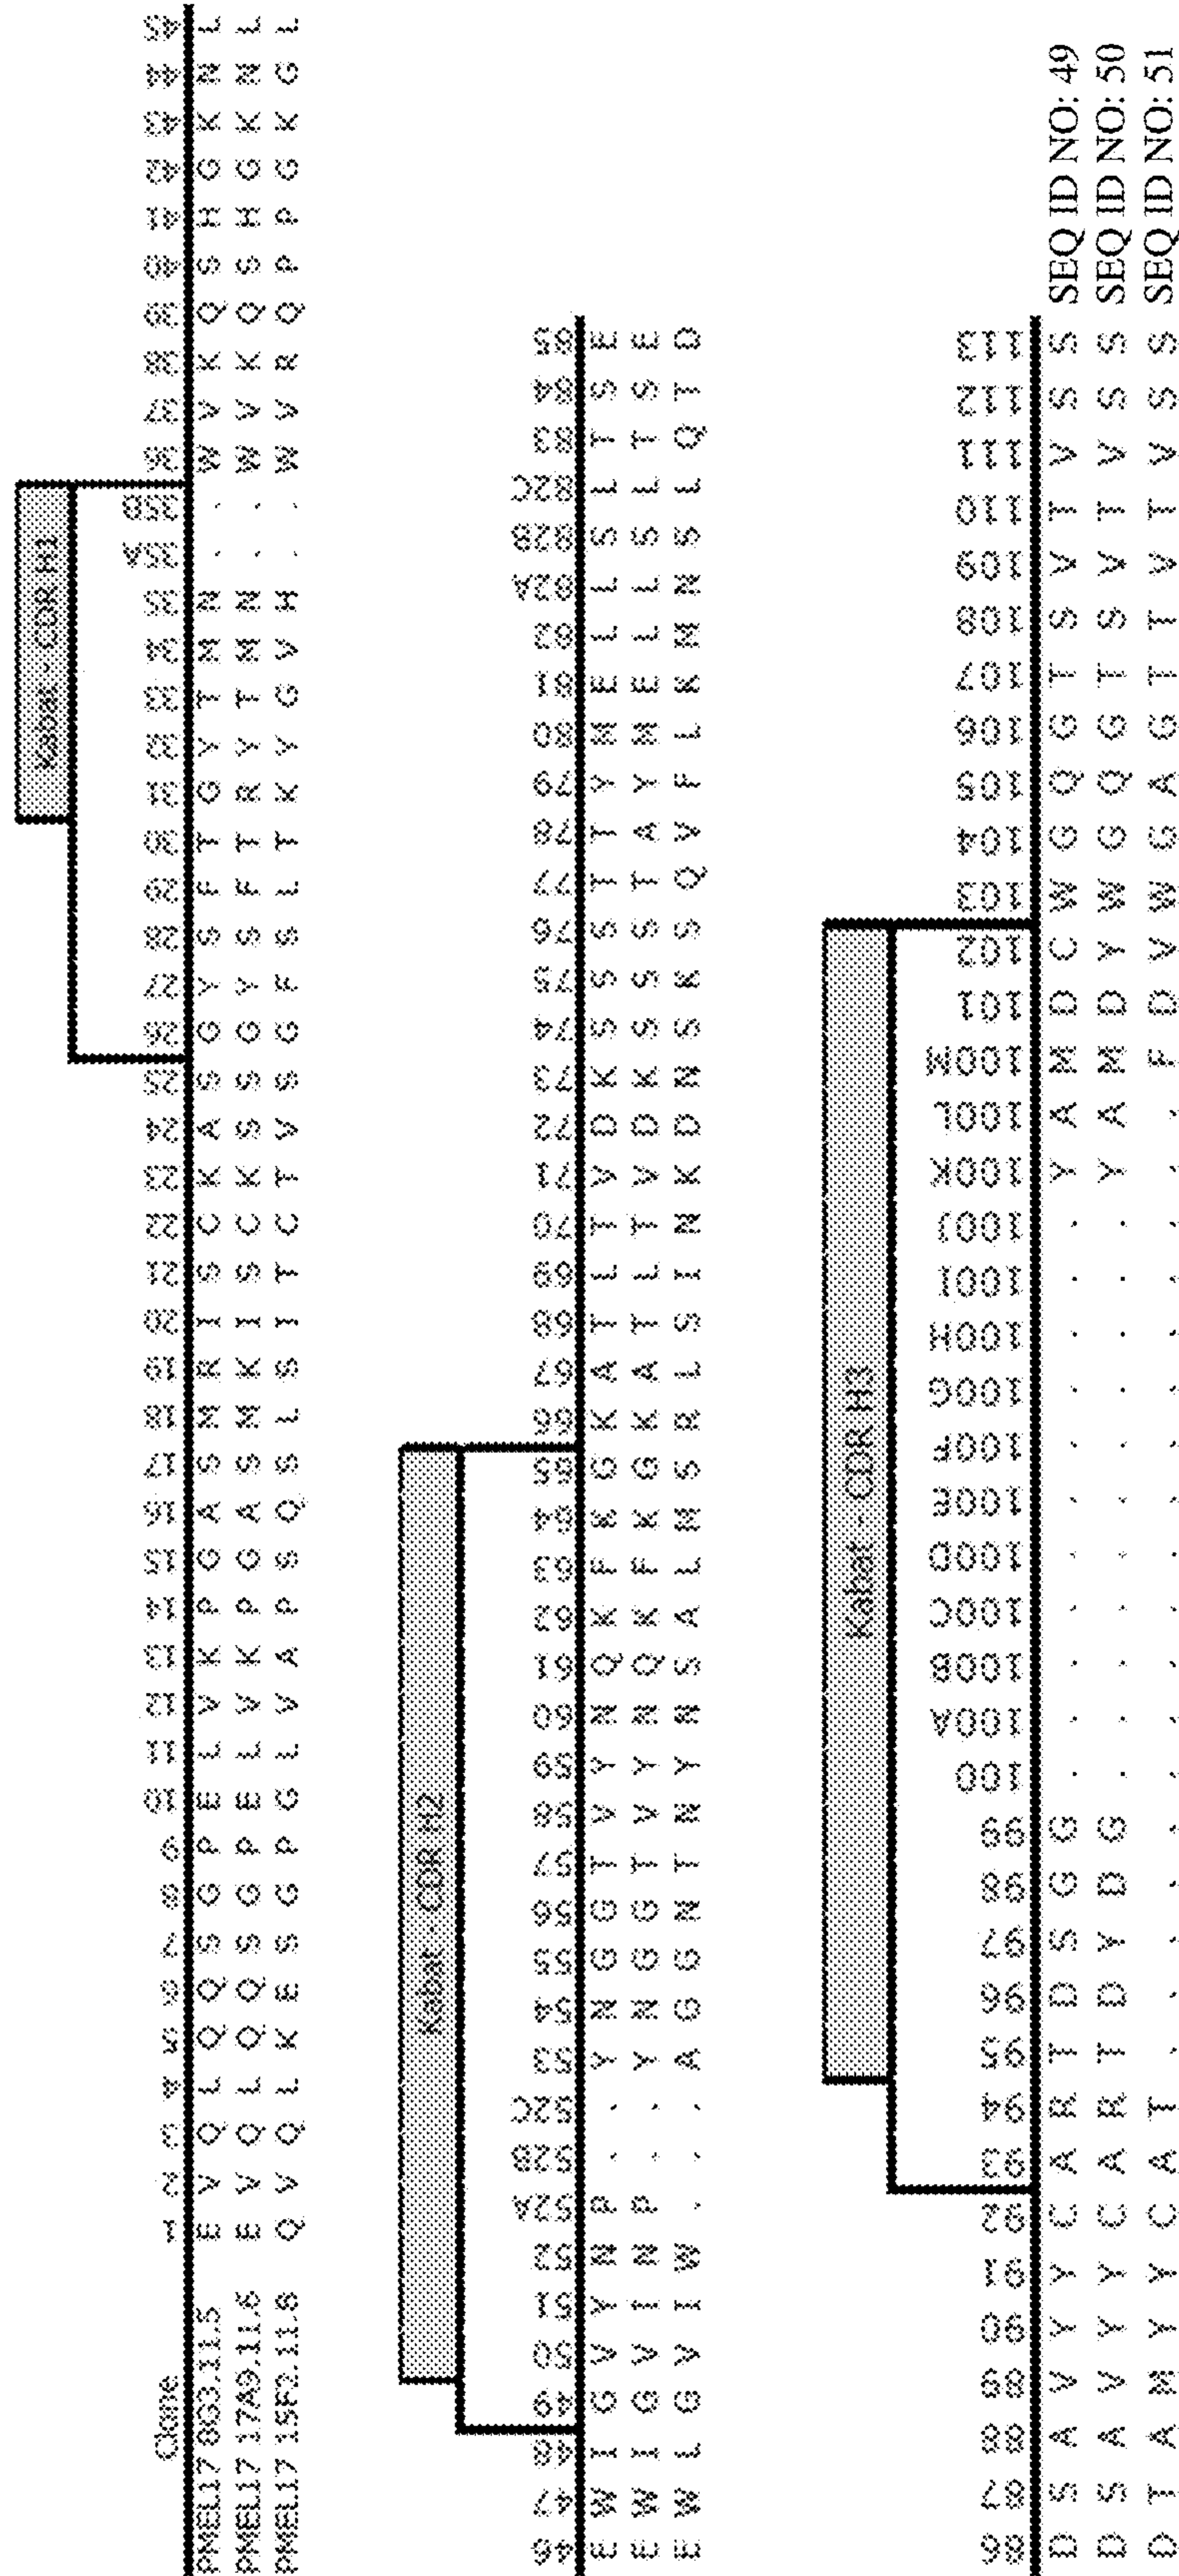 Kabat - CDR H1
Clone 1 2 3 4 5 6 7 8 9 10 11 12 13 14 15 16 17 18 19 20 21 22 23 24 25 26 27 28 29 30 31 32 33 34 35 35A 35B 36 37 38 39 40 41 42 43 44 45
PMEL17 8G3.11.5 E V Q L Q Q S G P E L V K P G A S M R I S C K A S G Y S F T G Y T M N . . W V K Q S H G K N L
PMEL17 17A9.11.6 E V Q L Q Q S G P E L V K P G A S M K I S C K S S G Y S F T R Y T M N . . W V K Q S H G K N L
PMEL17 15F2.11.8 Q V Q L K E S G P G L V A P S Q S L S I T C T V S G F S L T K Y G V H . . W V R Q P P G K G L
Kabat - CDR H2
46 47 48 49 50 51 52 52A 52B 52C 53 54 55 56 57 58 59 60 61 62 63 64 65 66 67 68 69 70 71 72 73 74 75 76 77 78 79 80 81 82 82A 82B 82C 83 84 85
E W I G V Y N P . . Y N G G T V Y N Q K F K G K A T L T V D K S S S T T Y M E L L S L T S E
E W I G V I N P . . Y N G G T V Y N Q K F K G K A T L T V D K S S S T A Y M E L L S L T S E
E W L G V I W . . . A G G N T N Y N S A L M S R L S I N K D N S K S Q V F L K M N S L Q T D
Kabat - CDR H3
86 87 88 89 90 91 92 93 94 95 96 97 98 99 100 100A 100B 100C 100D 100E 100F 100G 100H 100I 100J 100K 100L 100M 101 102 103 104 105 106 107 108 109 110 111 112 113
D S A V Y Y C A R T D S G G . . . . . . . . . . . Y A M D C W G Q G T S V T V S S SEQ ID NO: 49
D S A V Y Y C A R T D Y D G . . . . . . . . . . . Y A M D Y W G Q G T S V T V S S SEQ ID NO: 50
D T A M Y Y C A T . . . . . . . . . . . . . . . . . . F D V W G A G T T V T V S S SEQ ID NO: 51